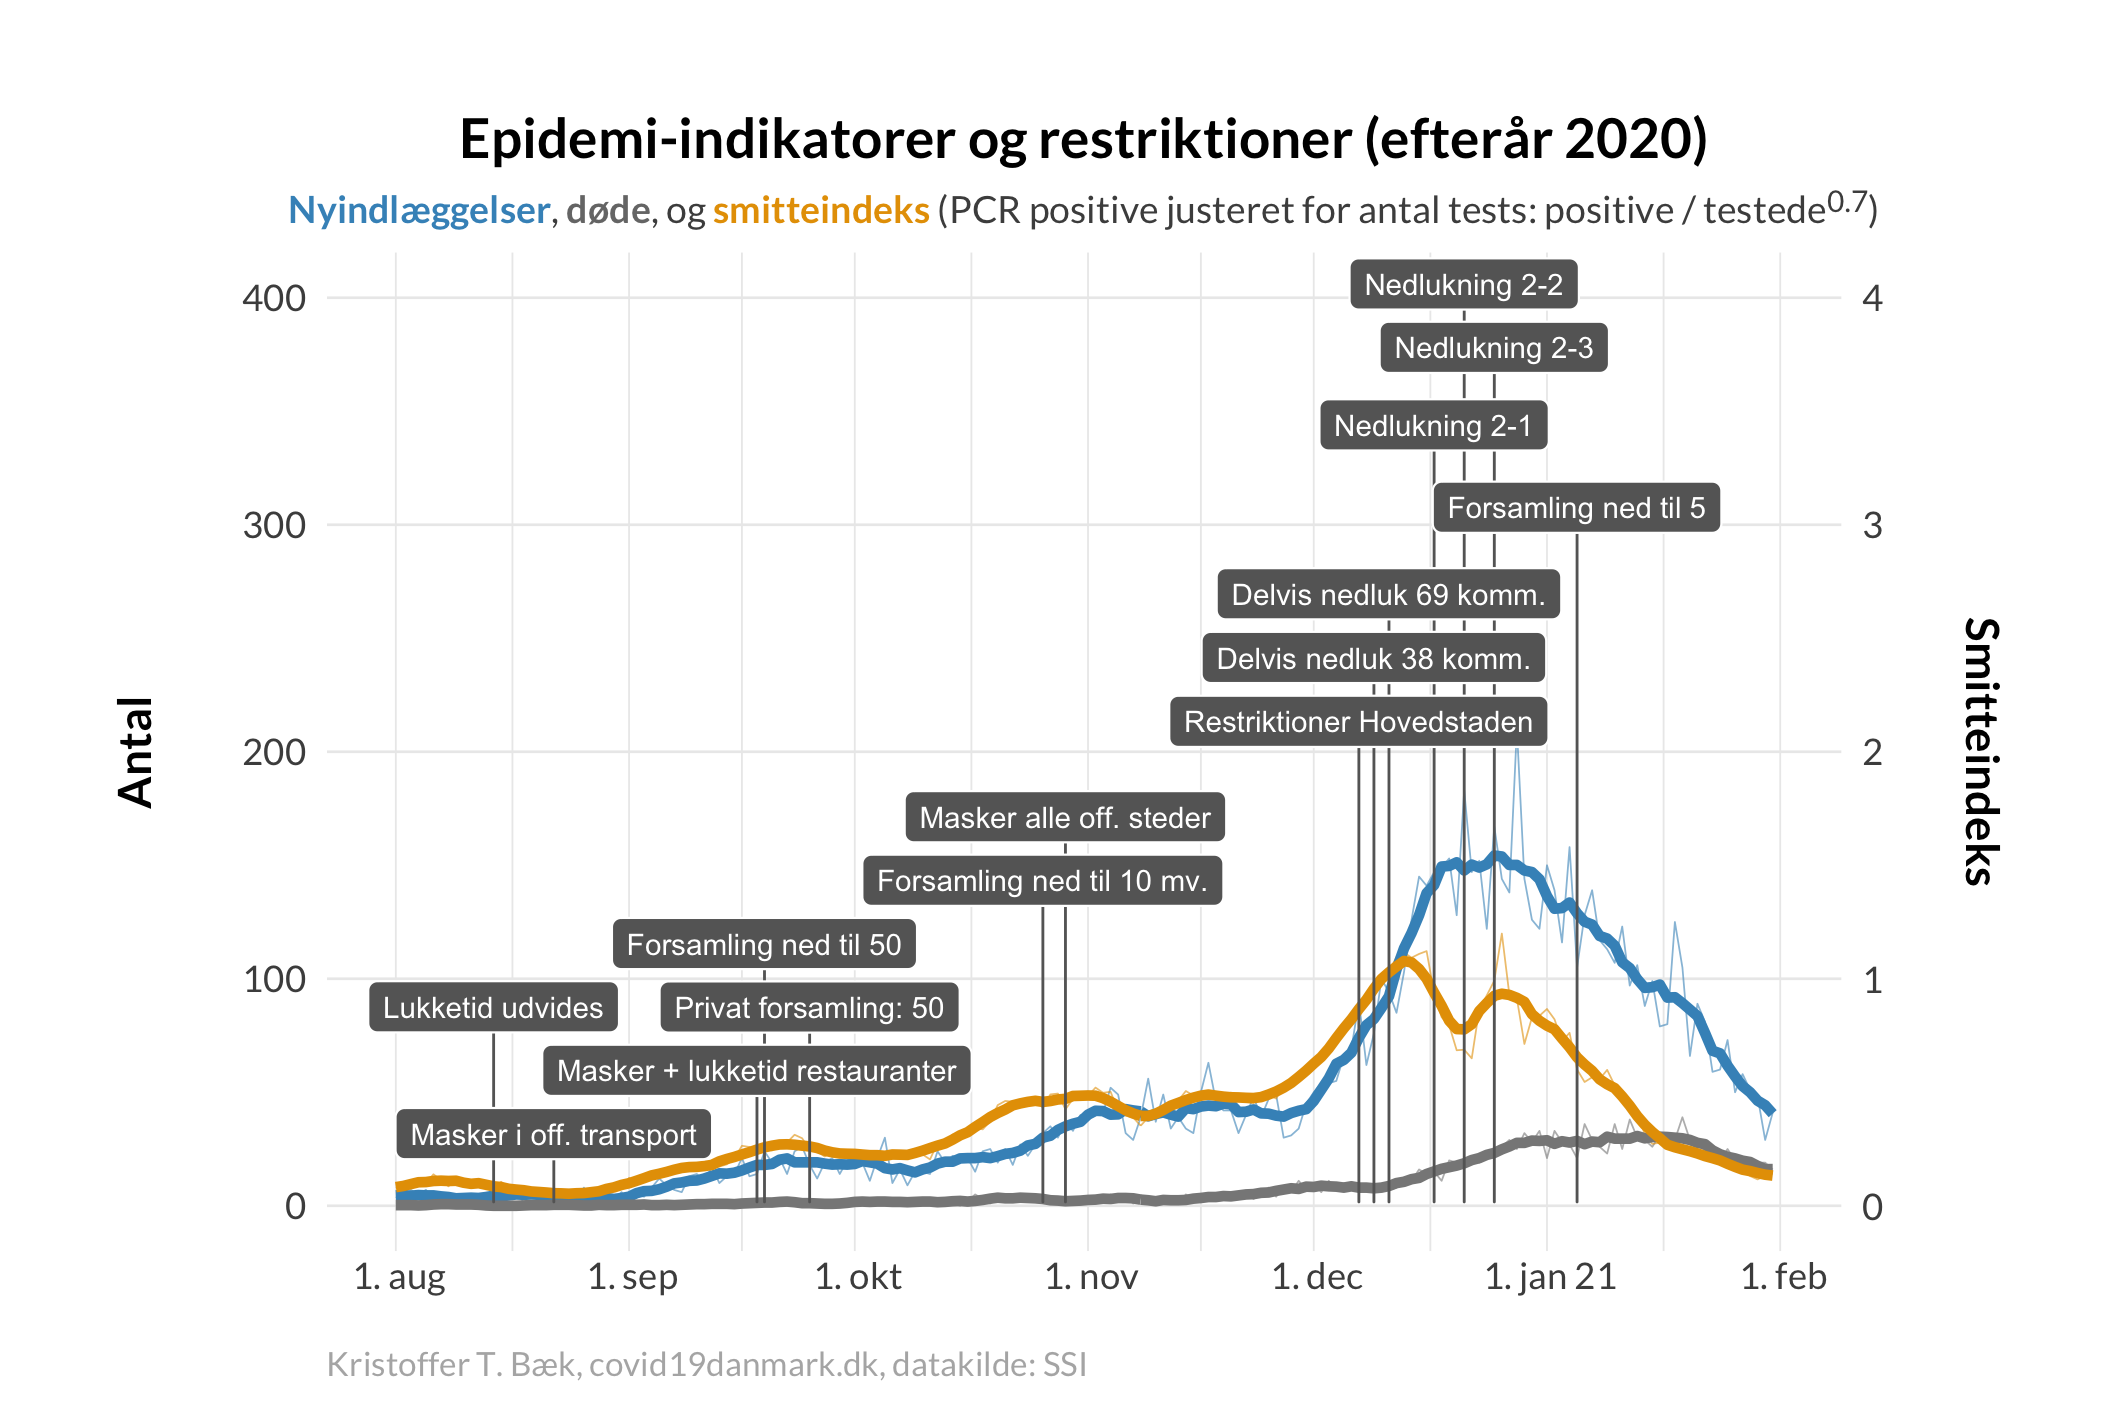 Epidemi-indikatorer og restriktioner (efterår 2020)
Nyindlæggelser, døde, og smitteindeks (PCR positive justeret for antal tests: positive / testede^0.7)
Nedlukning 2-2
400
4
Nedlukning 2-3
Nedlukning 2-1
Forsamling ned til 5
300
3
Delvis nedluk 69 komm.
Delvis nedluk 38 komm.
Restriktioner Hovedstaden
Antal
Smitteindeks
200
2
Masker alle off. steder
Forsamling ned til 10 mv.
Forsamling ned til 50
100
1
Lukketid udvides
Privat forsamling: 50
Masker + lukketid restauranter
Masker i off. transport
0
0
1. aug
1. sep
1. okt
1. nov
1. dec
1. jan 21
1. feb
Kristoffer T. Bæk, covid19danmark.dk, datakilde: SSI